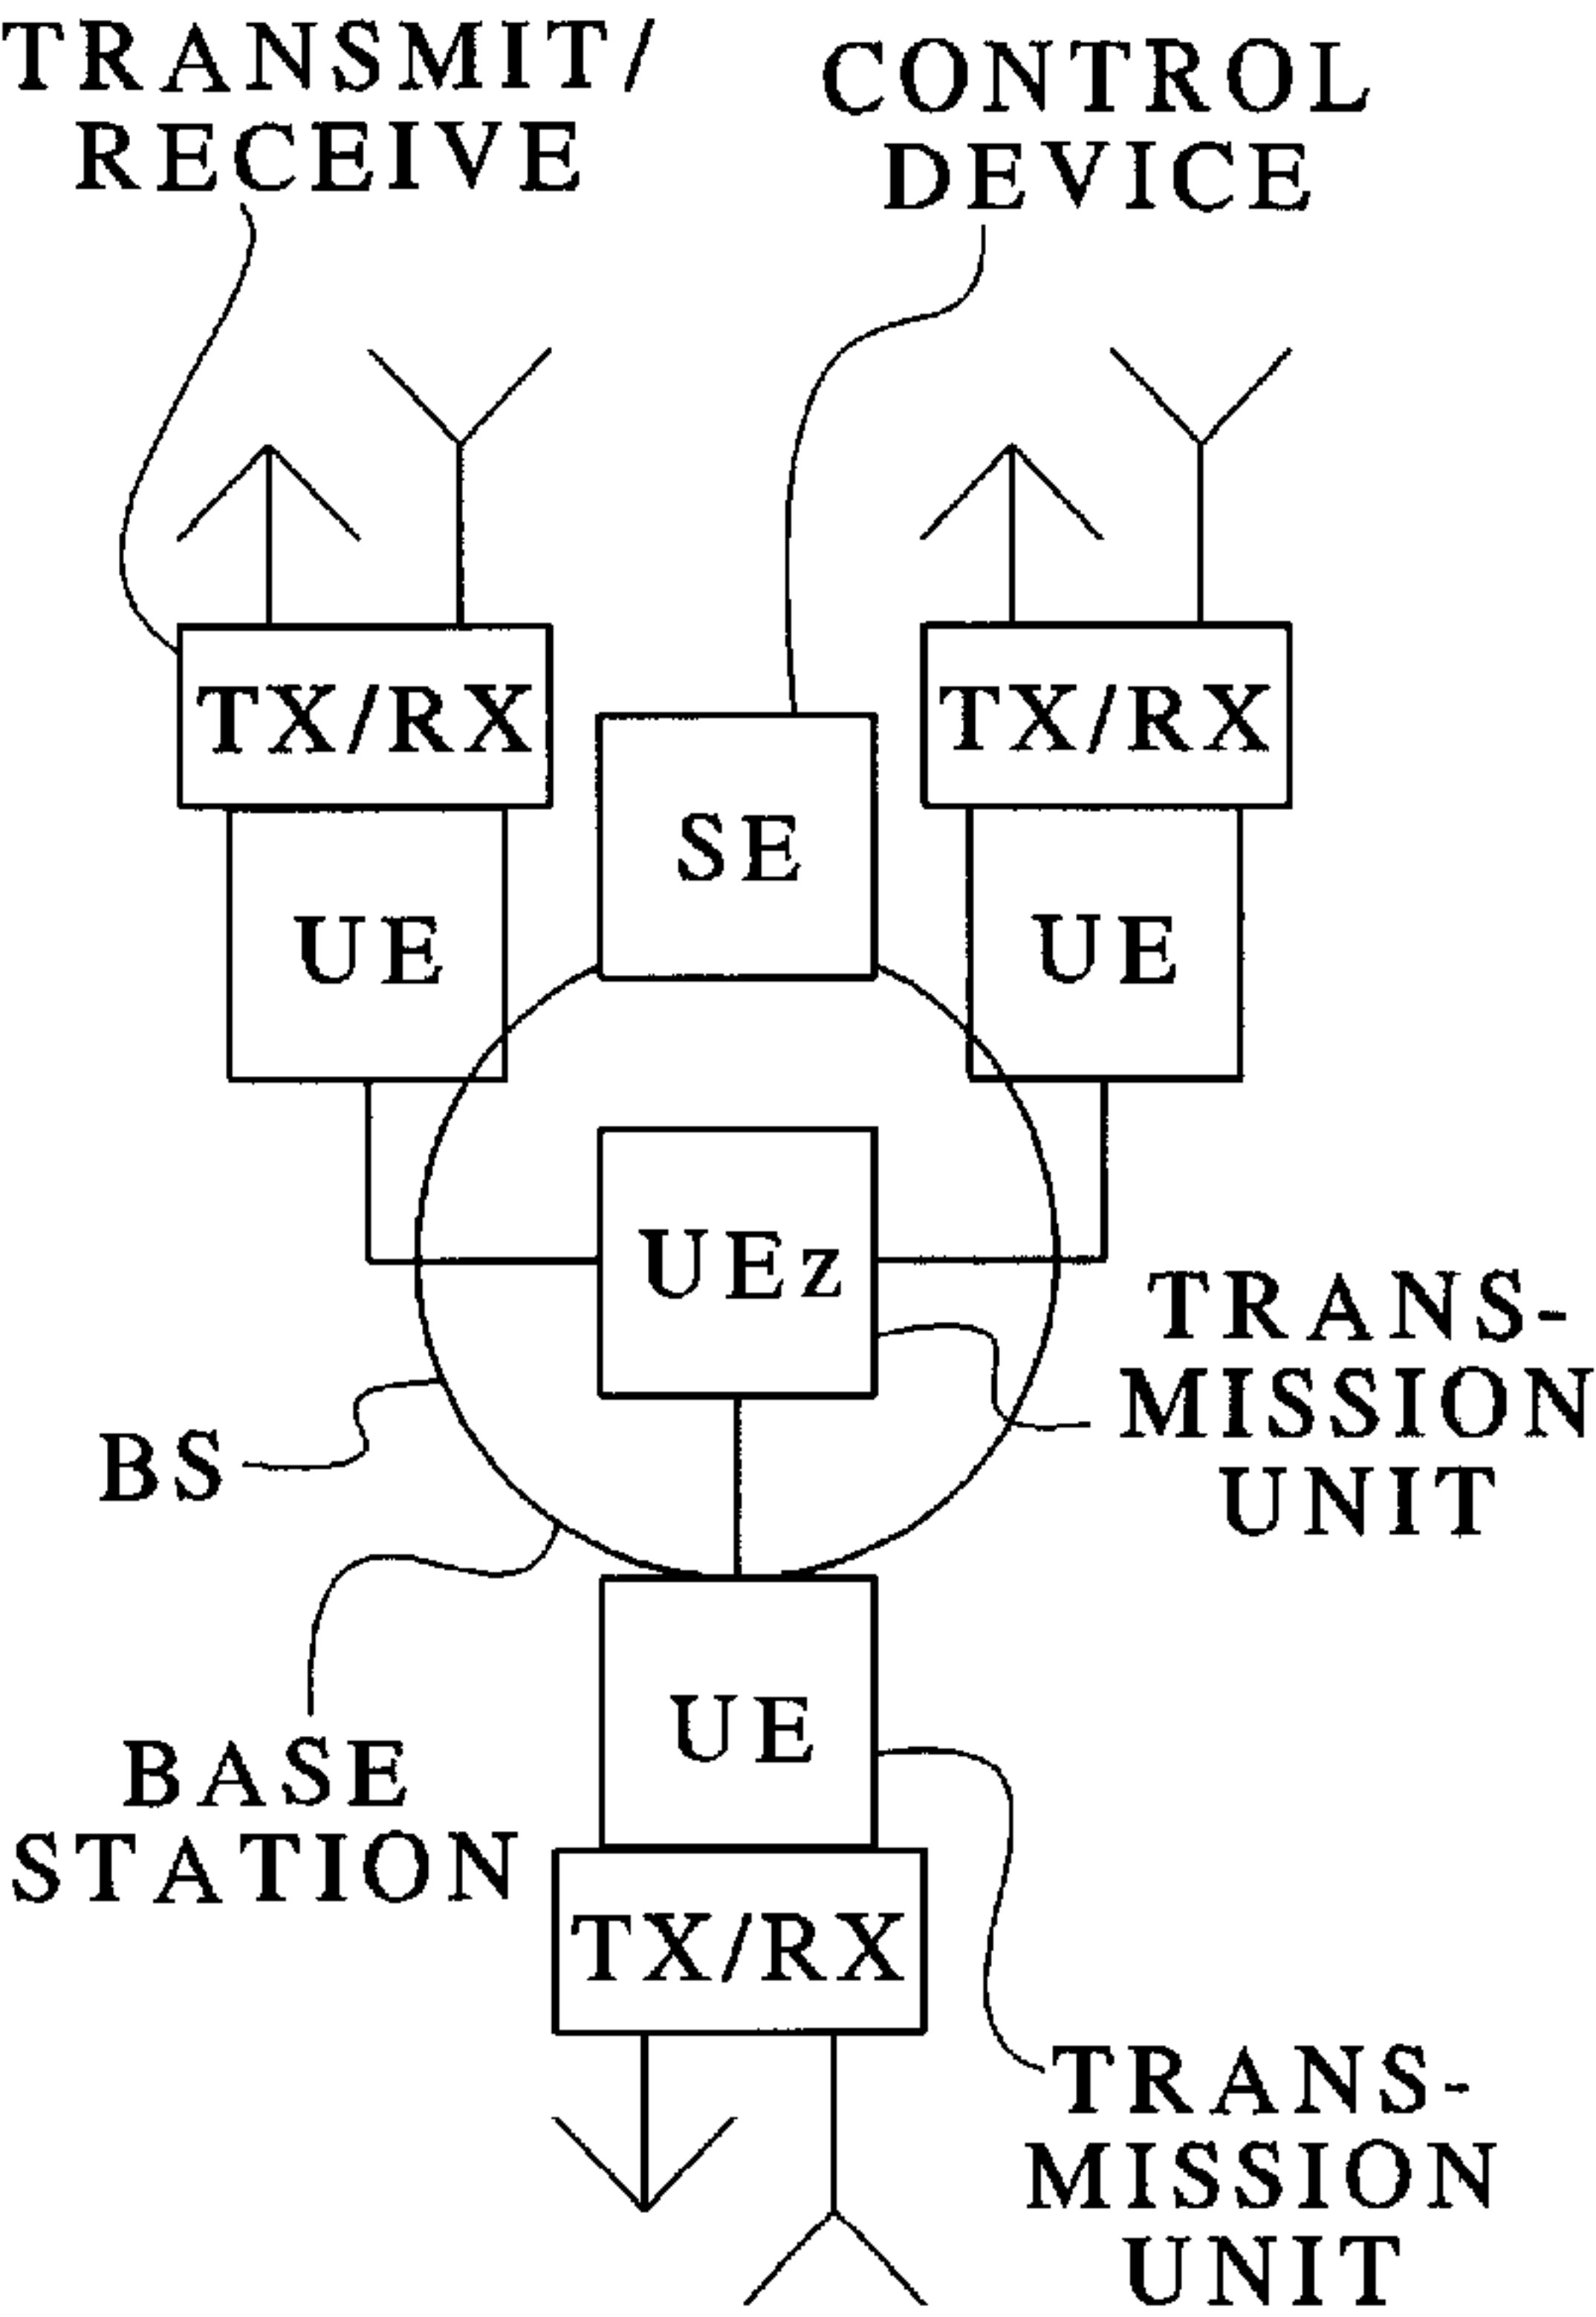 TRANSMIT/
RECEIVE
CONTROL
DEVICE
TX/RX
TX/RX
SE
UE
UE
UEZ
TRANS-
MISSION
UNIT
BS
UE
BASE
STATION
TX/RX
TRANS-
MISSION
UNIT